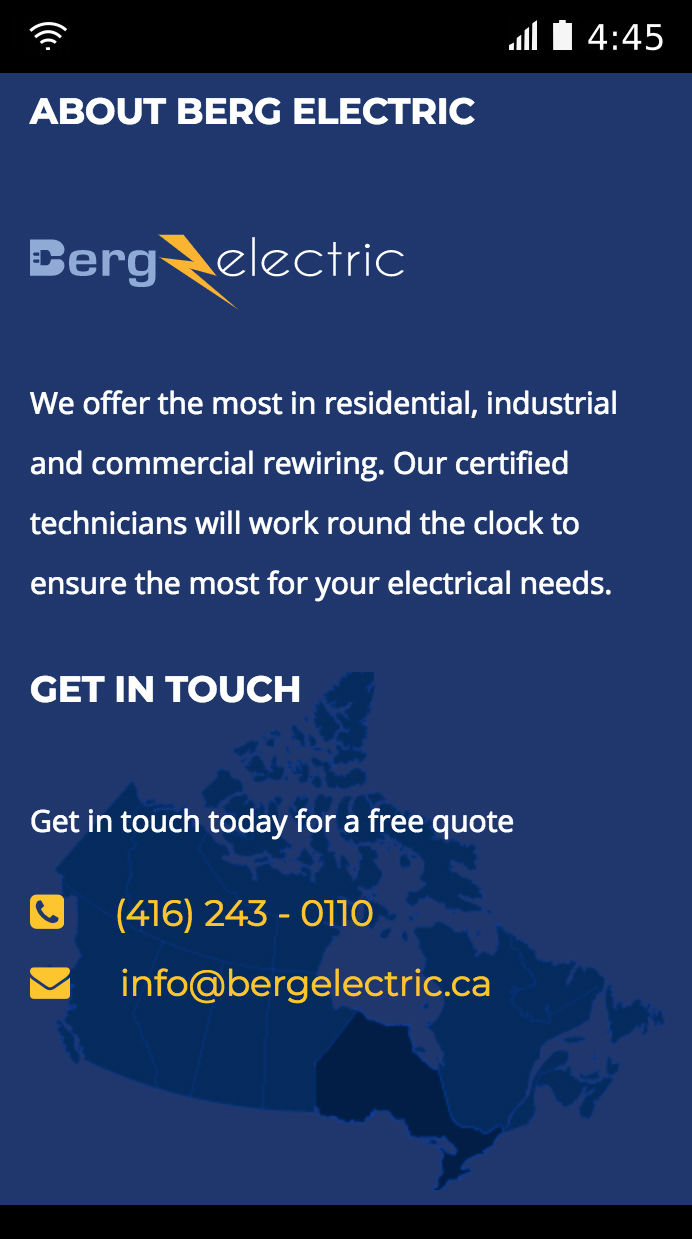 4:45
ABOUT BERG ELECTRIC
Berg electric
We offer the most in residential, industrial
and commercial rewiring. Our certified
technicians will work round the clock to
ensure the most for your electrical needs.
GET IN TOUCH
Get in touch today for a free quote
(416) 243 - 0110
info@bergelectric.ca